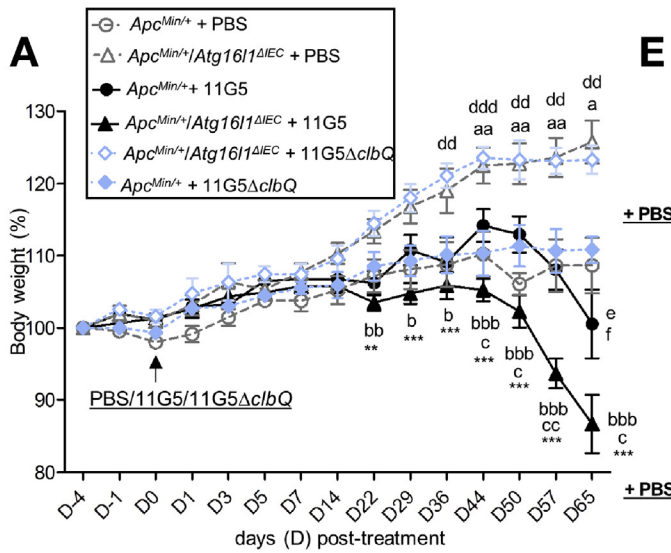 A
E
Apc^Min/+ + PBS
Apc^Min/+/Atg16l1^ΔIEC + PBS
Apc^Min/+ + 11G5
Apc^Min/+/Atg16l1^ΔIEC + 11G5
Apc^Min/+/Atg16l1^ΔIEC + 11G5ΔclbQ
Apc^Min/+ + 11G5ΔclbQ
Body weight (%)
130
120
110
100
90
80
dd
ddd
aa
dd
aa
dd
aa
dd
a
bb
**
b
***
b
***
bbb
c
***
bbb
c
***
bbb
cc
***
e
f
bbb
c
***
PBS/11G5/11G5ΔclbQ
D-4
D-1
D0
D1
D3
D5
D7
D14
D22
D29
D36
D44
D50
D57
D65
days (D) post-treatment
+ PBS
+ PBS